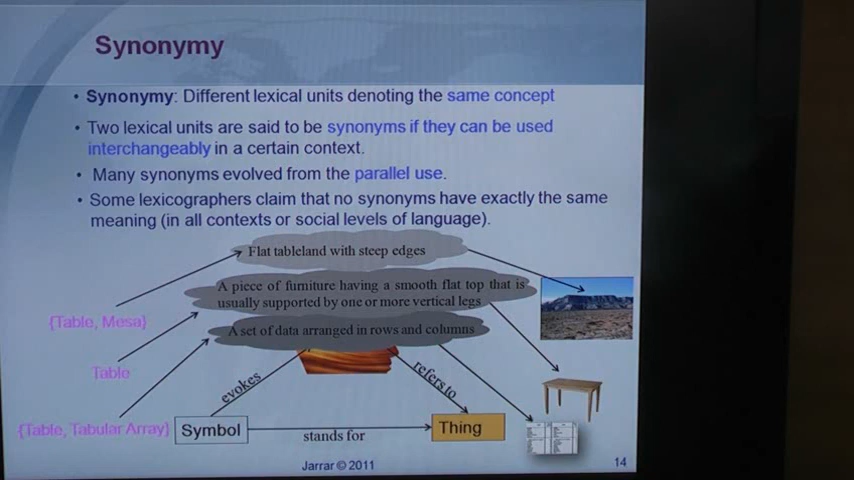 Synonymy
• Synonymy: Different lexical units denoting the same concept
• Two lexical units are said to be synonyms if they can be used
interchangeably in a certain context.
• Many synonyms evolved from the parallel use.
• Some lexicographers claim that no synonyms have exactly the same
meaning (in all contexts or social levels of language).
Flat tableland with steep edges
A piece of furniture having a smooth flat top that is
usually supported by one or more vertical legs
{Table, Mesa}
A set of data arranged in rows and columns
Table
evokes
refers to
{Table, Tabular Array}
Symbol
stands for
Thing
Jarrar © 2011
14